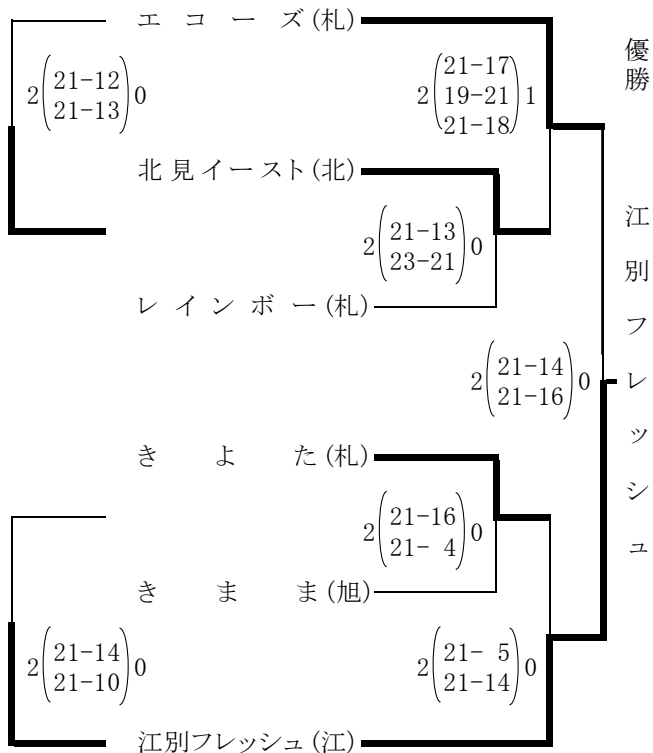 エコーズ(札)
2(21-12 21-13)0
2(21-17 19-21 21-18)1
北見イースト(北)
2(21-13 23-21)0
レインボー(札)
2(21-14 21-16)0
きよた(札)
2(21-16 21- 4)0
きまま(旭)
2(21-14 21-10)0
2(21- 5 21-14)0
江別フレッシュ(江)
優勝
江別フレッシュ